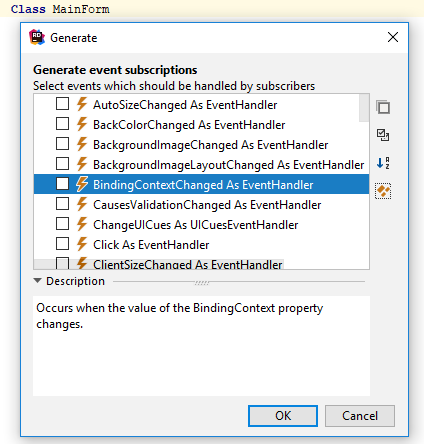 Class MainForm
RD
Generate
Generate event subscriptions
Select events which should be handled by subscribers
AutoSizeChanged As EventHandler
BackColorChanged As EventHandler
BackgroundImageChanged As EventHandler
BackgroundImageLayoutChanged As EventHandler
BindingContextChanged As EventHandler
CausesValidationChanged As EventHandler
ChangeUICues As UICuesEventHandler
Click As EventHandler
ClientSizeChanged As EventHandler
Description
Occurs when the value of the BindingContext property
changes.
OK Cancel